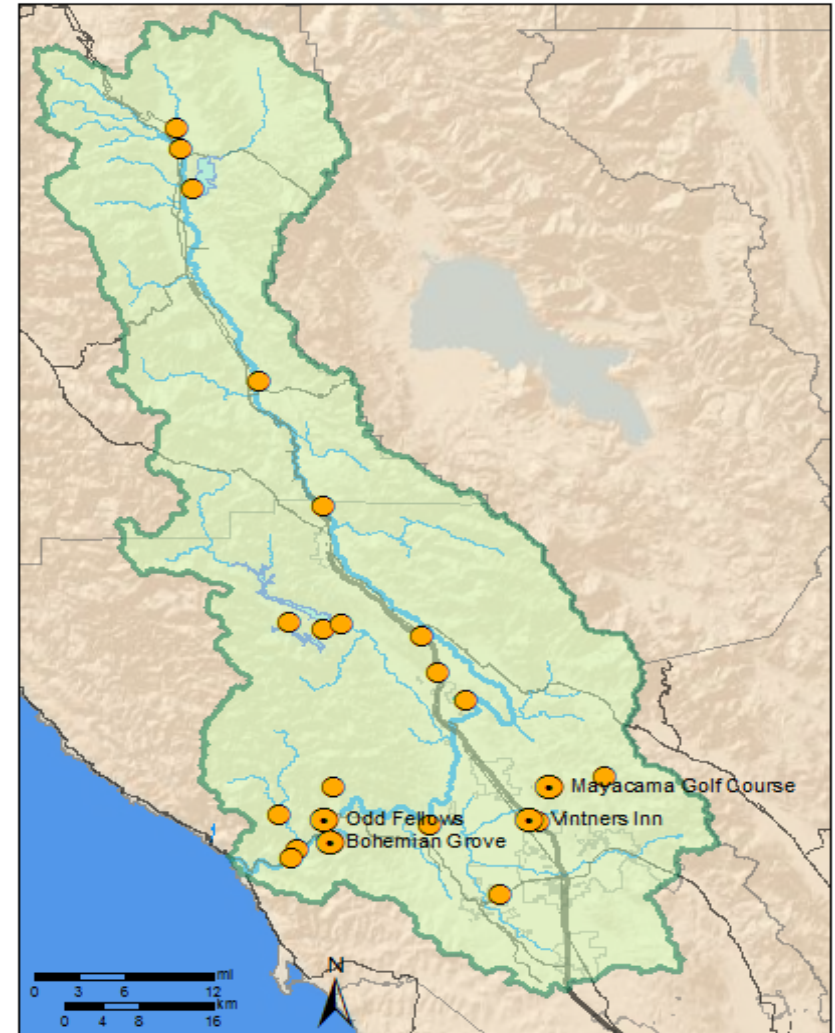 Mayacama Golf Course
Odd Fellows
Vintners Inn
Bohemian Grove
N
mi
0 3 6 12
km
0 4 8 16